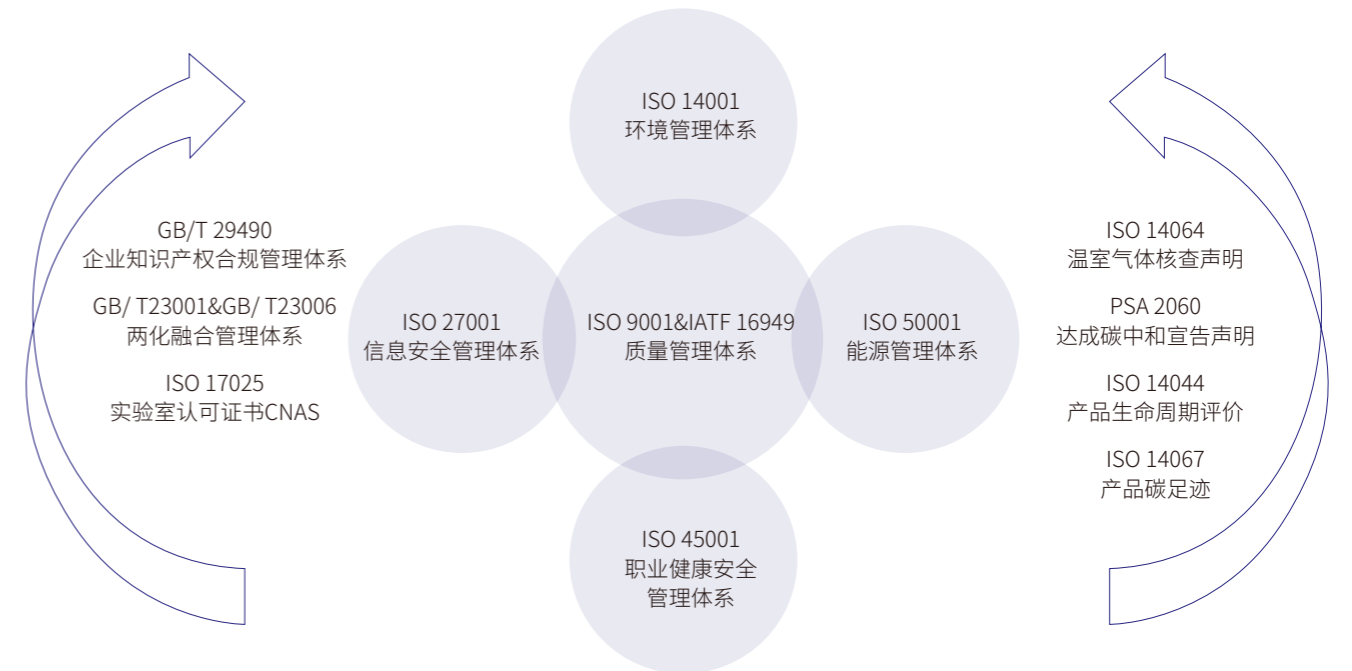 GB/T 29490
企业知识产权合规管理体系
GB/ T23001&GB/ T23006
两化融合管理体系
ISO 17025
实验室认可证书CNAS
ISO 14001
环境管理体系
ISO 27001
信息安全管理体系
ISO 9001&IATF 16949
质量管理体系
ISO 50001
能源管理体系
ISO 45001
职业健康安全
管理体系
ISO 14064
温室气体核查声明
PSA 2060
达成碳中和宣告声明
ISO 14044
产品生命周期评价
ISO 14067
产品碳足迹